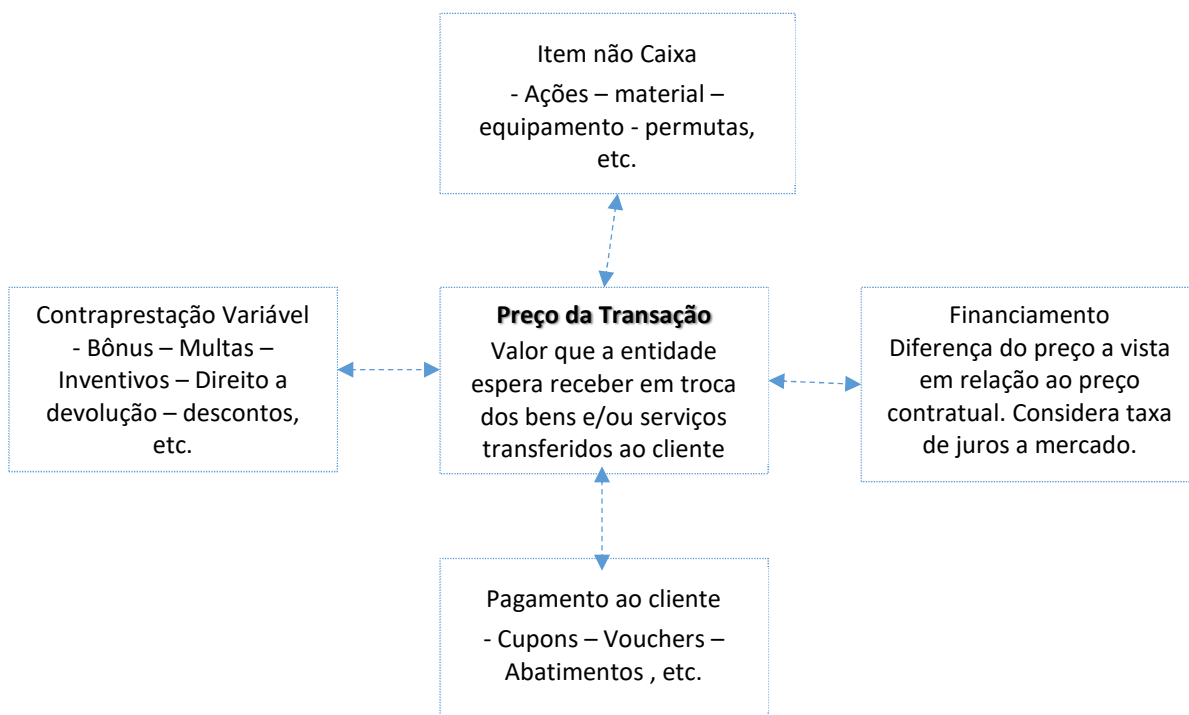 Item não Caixa
- Ações – material –
equipamento - permutas,
etc.
Contraprestação Variável
- Bônus – Multas –
Inventivos – Direito a
devolução – descontos,
etc.
Preço da Transação
Valor que a entidade
espera receber em troca
dos bens e/ou serviços
transferidos ao cliente
Financiamento
Diferença do preço a vista
em relação ao preço
contratual. Considera taxa
de juros a mercado.
Pagamento ao cliente
- Cupons – Vouchers –
Abatimentos , etc.